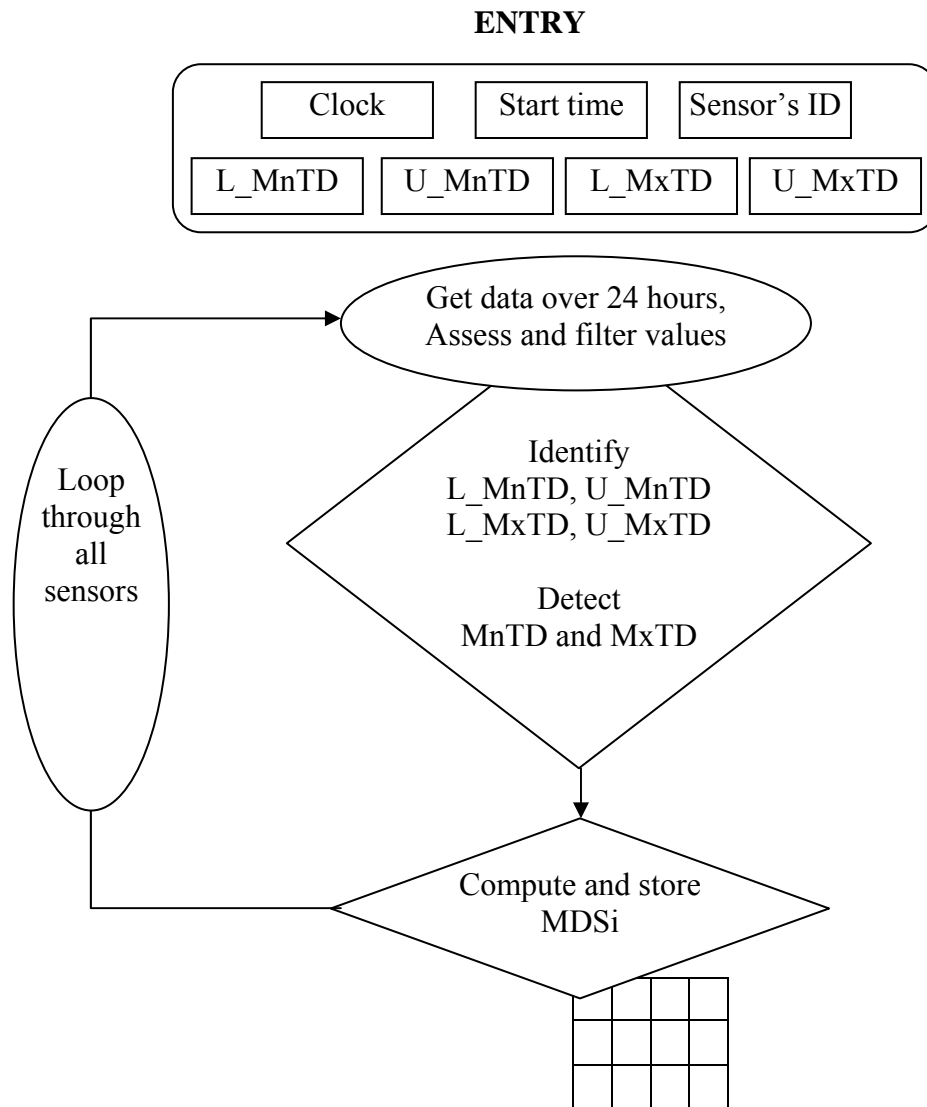 ENTRY
Clock
Start time
Sensor’s ID
L_MnTD
U_MnTD
L_MxTD
U_MxTD
Get data over 24 hours,
Assess and filter values
Identify
L_MnTD, U_MnTD
L_MxTD, U_MxTD
Detect
MnTD and MxTD
Loop
through
all
sensors
Compute and store
MDSi